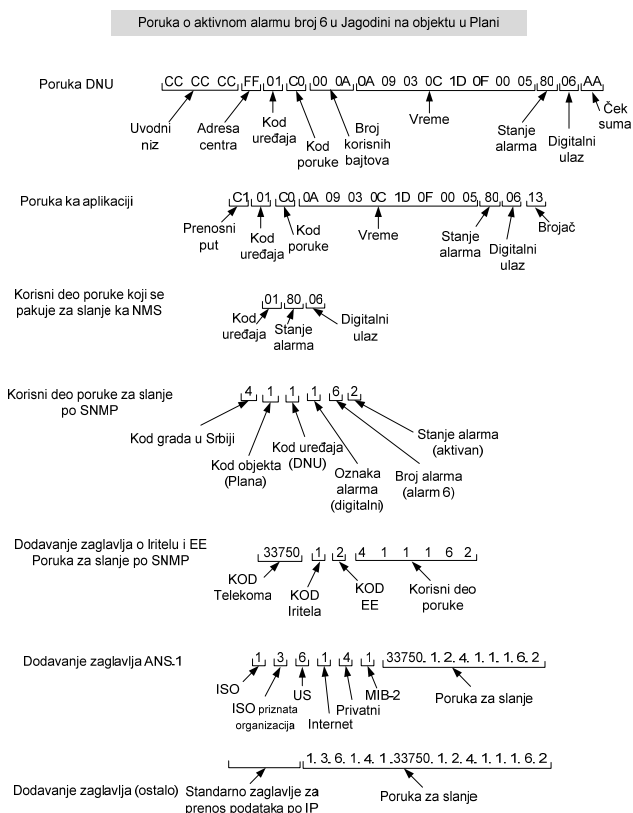 Poruka o aktivnom alarmu broj 6 u Jagodini na objektu u Plani
Poruka DNU
CC CC CC FF 01 C0 00 0A 0A 09 03 0C 1D 0F 00 05 80 06 AA
Uvodni niz
Adresa centra
Kod uređaja
Kod poruke
Broj korisnih bajtova
Vreme
Stanje alarma
Digitalni ulaz
Ček suma
Poruka ka aplikaciji
C1 01 C0 0A 09 03 0C 1D 0F 00 05 80 06 13
Prenosni put
Kod uređaja
Kod poruke
Vreme
Stanje alarma
Digitalni ulaz
Brojač
Korisni deo poruke koji se
pakuje za slanje ka NMS
01 80 06
Kod uređaja
Stanje alarma
Digitalni ulaz
Korisni deo poruke za slanje
po SNMP
4 1 1 1 6 2
Kod grada u Srbiji
Kod objekta (Plana)
Kod uređaja (DNU)
Oznaka alarma (digitalni)
Broj alarma (alarm 6)
Stanje alarma (aktivan)
Dodavanje zaglavlja o Iritelu i EE
Poruka za slanje po SNMP
33750 1 2 4 1 1 1 6 2
KOD Telekoma
KOD Iritela
KOD EE
Korisni deo poruke
Dodavanje zaglavlja ANS.1
1 3 6 1 4 1 33750. 1. 2. 4. 1. 1. 1. 6. 2
ISO
ISO priznata organizacija
US
Internet
Privatni
MIB-2
Poruka za slanje
1. 3. 6. 1. 4. 1. 33750. 1. 2. 4. 1. 1. 1. 6. 2
Dodavanje zaglavlja (ostalo)
Standarno zaglavlje za
prenos podataka po IP
Poruka za slanje